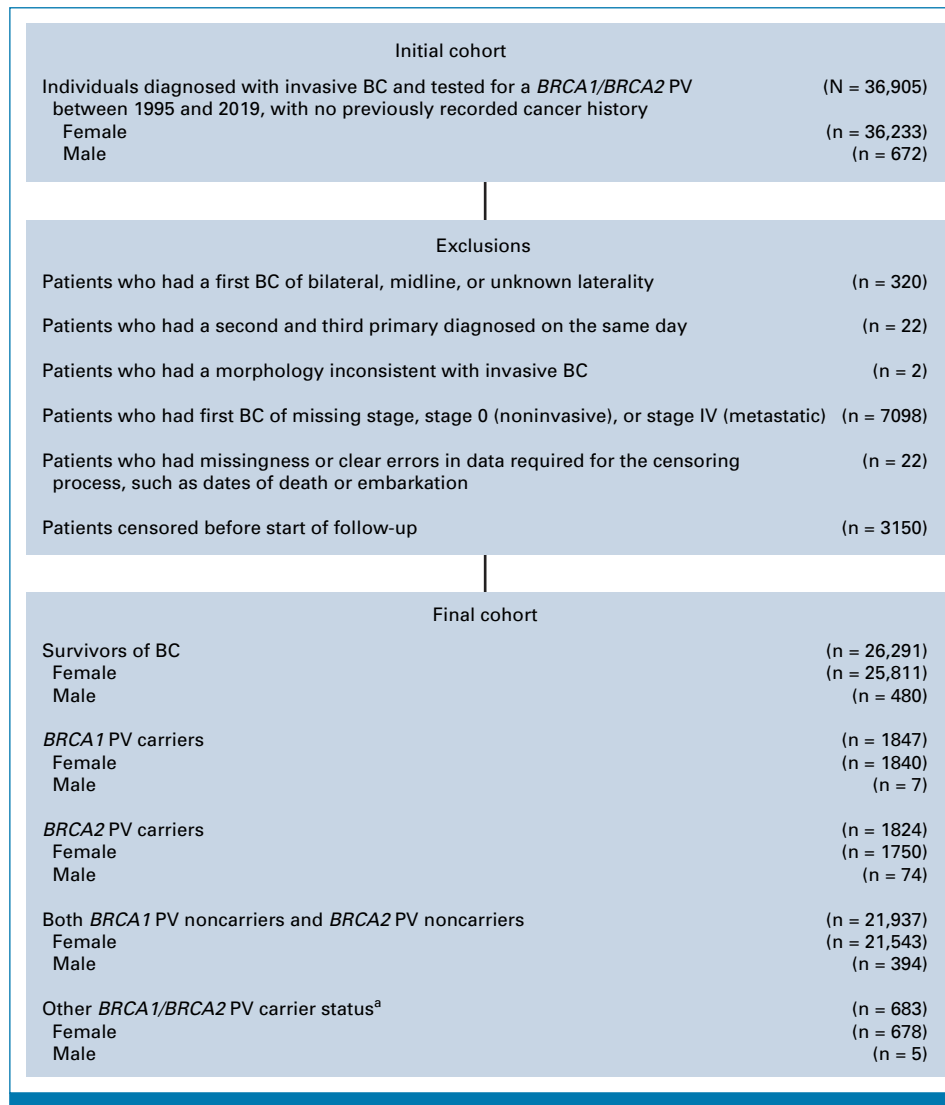 Initial cohort
Individuals diagnosed with invasive BC and tested for a BRCA1/BRCA2 PV (N = 36,905)
between 1995 and 2019, with no previously recorded cancer history
Female (n = 36,233)
Male (n = 672)
Exclusions
Patients who had a first BC of bilateral, midline, or unknown laterality (n = 320)
Patients who had a second and third primary diagnosed on the same day (n = 22)
Patients who had a morphology inconsistent with invasive BC (n = 2)
Patients who had first BC of missing stage, stage 0 (noninvasive), or stage IV (metastatic) (n = 7098)
Patients who had missingness or clear errors in data required for the censoring (n = 22)
process, such as dates of death or embarkation
Patients censored before start of follow-up (n = 3150)
Final cohort
Survivors of BC (n = 26,291)
Female (n = 25,811)
Male (n = 480)
BRCA1 PV carriers (n = 1847)
Female (n = 1840)
Male (n = 7)
BRCA2 PV carriers (n = 1824)
Female (n = 1750)
Male (n = 74)
Both BRCA1 PV noncarriers and BRCA2 PV noncarriers (n = 21,937)
Female (n = 21,543)
Male (n = 394)
Other BRCA1/BRCA2 PV carrier statusᵃ (n = 683)
Female (n = 678)
Male (n = 5)